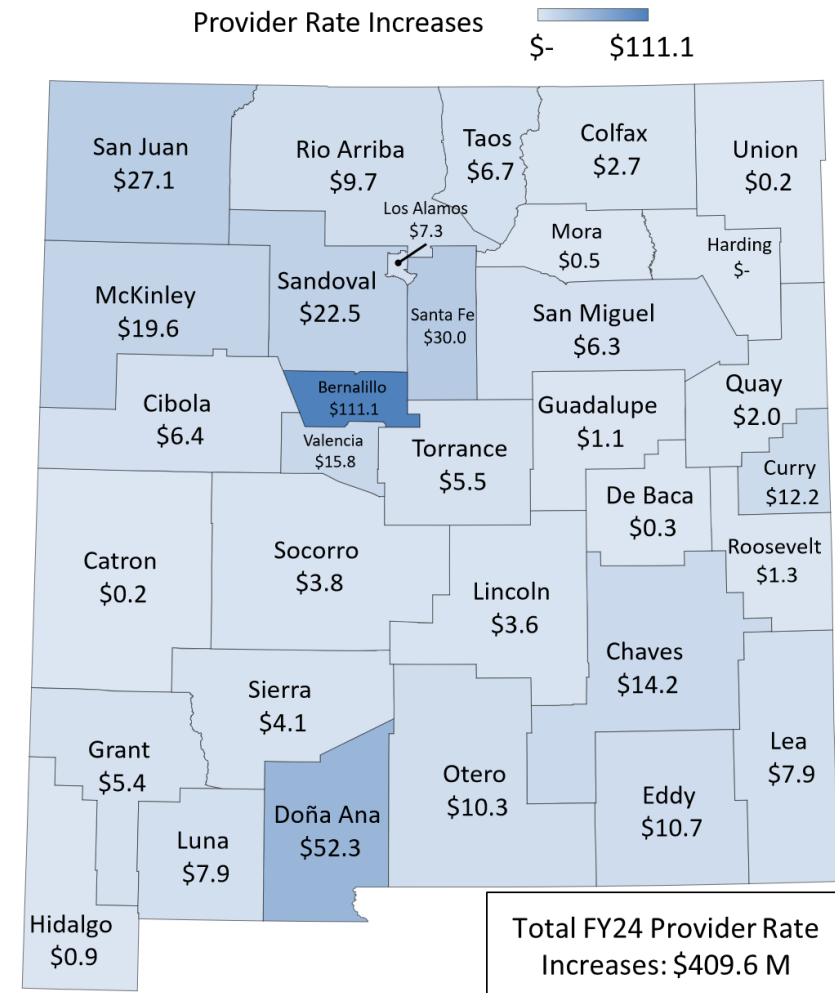 Provider Rate Increases
$-
$111.1
San Juan
$27.1
Rio Arriba
$9.7
Taos
$6.7
Colfax
$2.7
Union
$0.2
Los Alamos
$7.3
Mora
$0.5
Harding
$-
McKinley
$19.6
Sandoval
$22.5
Santa Fe
$30.0
San Miguel
$6.3
Cibola
$6.4
Bernalillo
$111.1
Valencia
$15.8
Torrance
$5.5
Guadalupe
$1.1
Quay
$2.0
Curry
$12.2
De Baca
$0.3
Roosevelt
$1.3
Catron
$0.2
Socorro
$3.8
Lincoln
$3.6
Chaves
$14.2
Sierra
$4.1
Grant
$5.4
Doña Ana
$52.3
Otero
$10.3
Lea
$7.9
Eddy
$10.7
Luna
$7.9
Hidalgo
$0.9
Total FY24 Provider Rate
Increases: $409.6 M